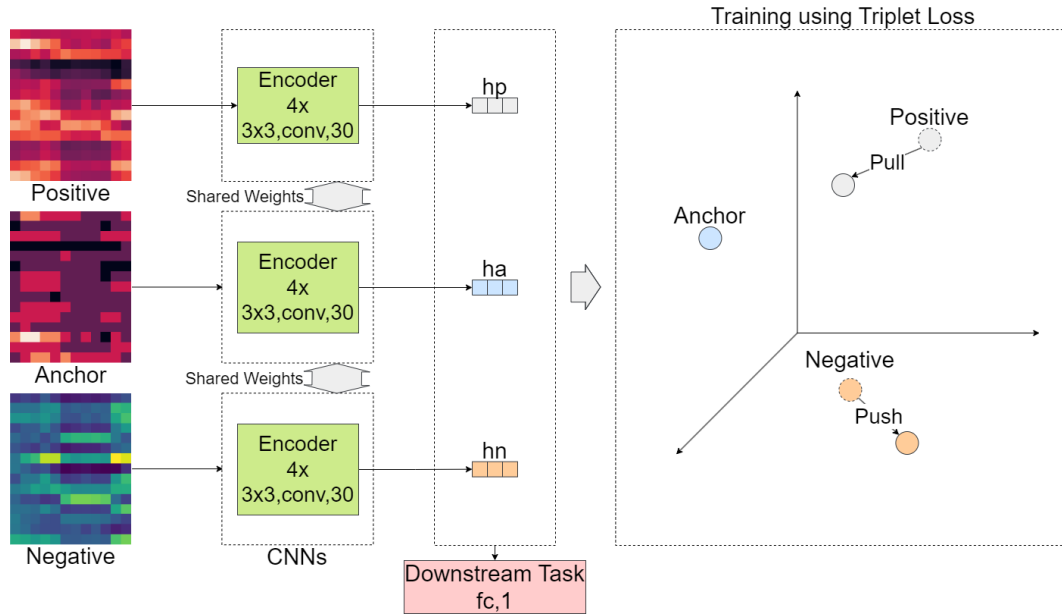 Training using Triplet Loss
Positive
Encoder
4x
3x3,conv,30
hp
Shared Weights
Anchor
Encoder
4x
3x3,conv,30
ha
Shared Weights
Negative
Encoder
4x
3x3,conv,30
hn
CNNs
Downstream Task
fc,1
Positive
Pull
Anchor
Negative
Push